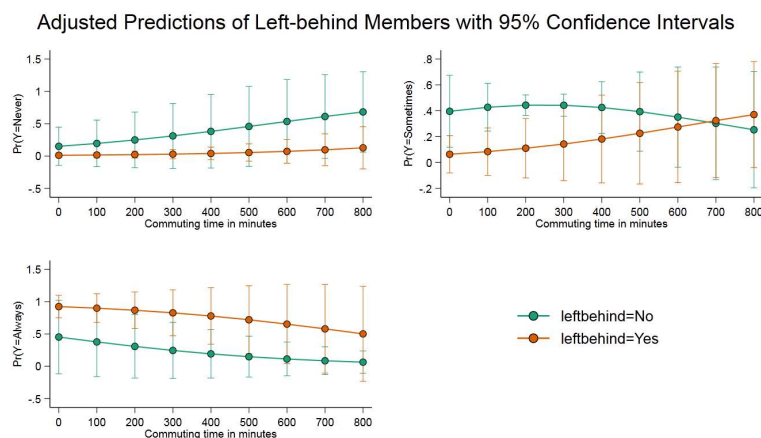 Adjusted Predictions of Left-behind Members with 95% Confidence Intervals
Pr(Y=Never)
1.5
1
.5
0
-.5
0 100 200 300 400 500 600 700 800
Commuting time in minutes
Pr(Y=Sometimes)
.8
.6
.4
.2
0
-.2
0 100 200 300 400 500 600 700 800
Commuting time in minutes
Pr(Y=Always)
1.5
1
.5
0
-.5
0 100 200 300 400 500 600 700 800
Commuting time in minutes
leftbehind=No
leftbehind=Yes